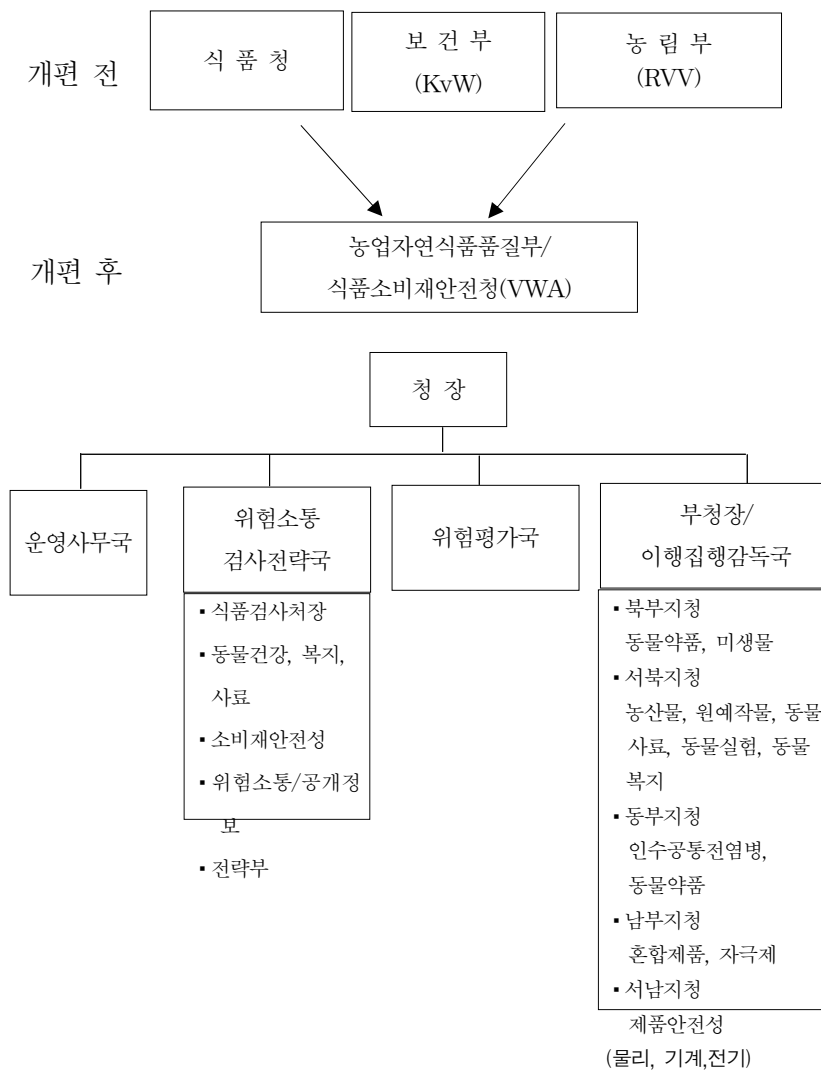 개편 전
식 품 청
보 건 부
(KvW)
농 림 부
(RVV)
개편 후
농업자연식품품질부/
식품소비재안전청(VWA)
청 장
운영사무국
위험소통
검사전략국
위험평가국
부청장/
이행집행감독국
▪식품검사처장
▪동물건강, 복지,
사료
▪소비재안전성
▪위험소통/공개정
보
▪전략부
▪북부지청
동물약품, 미생물
▪서북지청
농산물, 원예작물, 동물
사료, 동물실험, 동물
복지
▪동부지청
인수공통전염병,
동물약품
▪남부지청
혼합제품, 자극제
▪서남지청
제품안전성
(물리, 기계,전기)